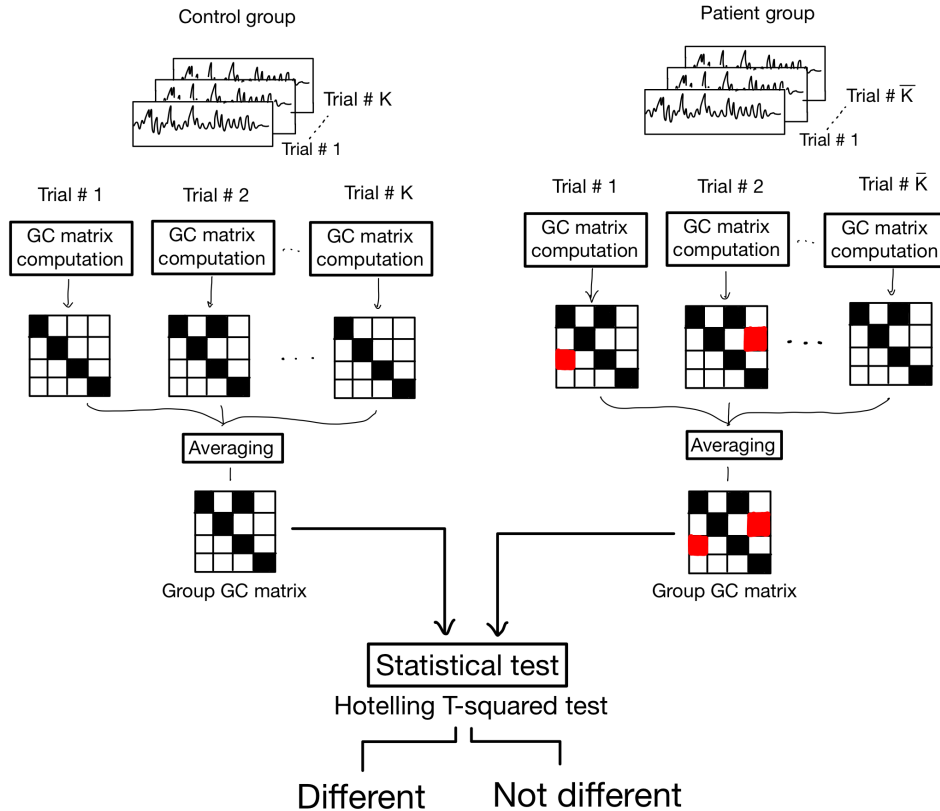 Control group
Patient group
Trial # K
Trial # 1
Trial # K̅
Trial # 1
Trial # 1
Trial # 2
Trial # K
Trial # 1
Trial # 2
Trial # K̅
GC matrix
computation
GC matrix
computation
GC matrix
computation
GC matrix
computation
GC matrix
computation
GC matrix
computation
Averaging
Averaging
Group GC matrix
Group GC matrix
Statistical test
Hotelling T-squared test
Different
Not different